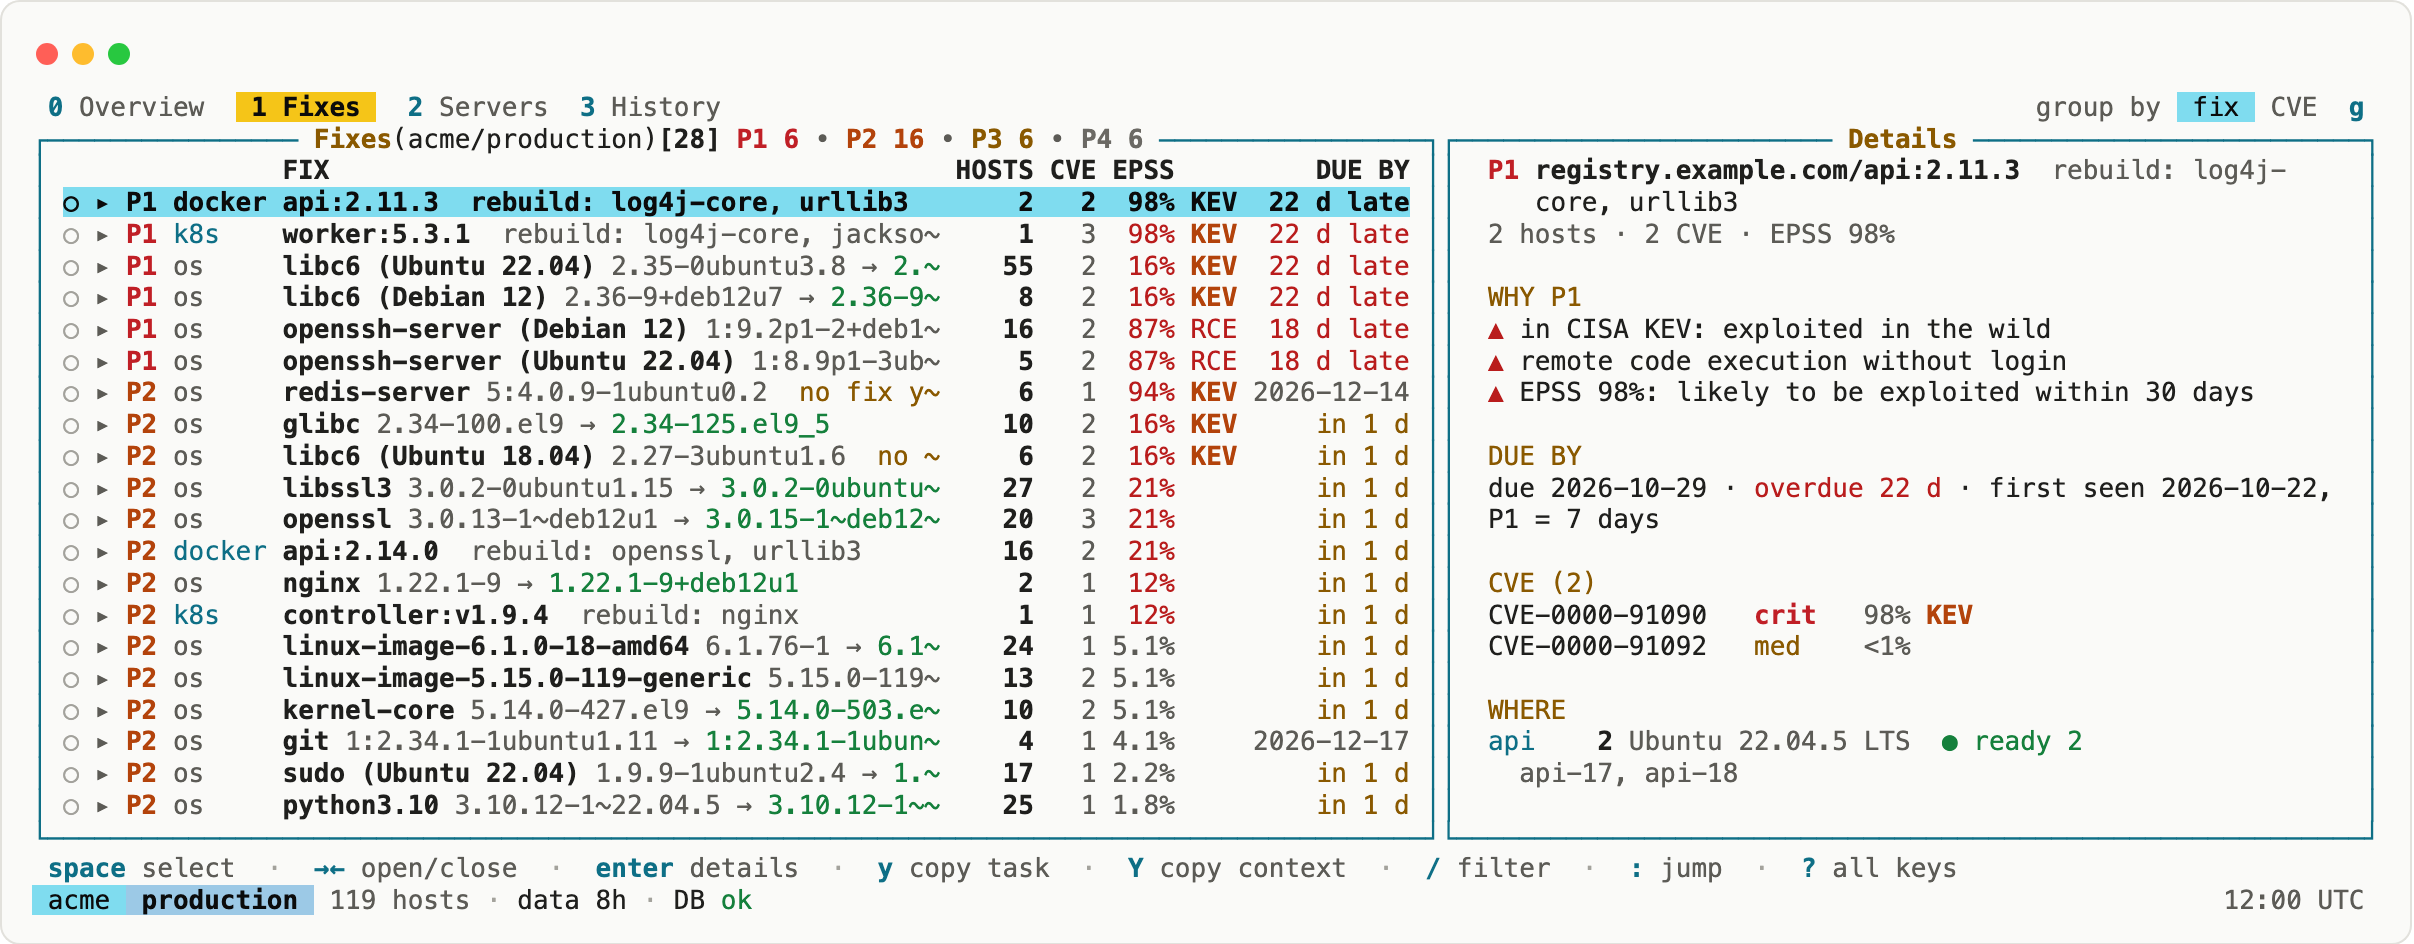 0 Overview 1 Fixes 2 Servers 3 History group by fix CVE g
Fixes(acme/production)[28] P1 6 • P2 16 • P3 6 • P4 6
FIX HOSTS CVE EPSS DUE BY
○ ▸ P1 docker api:2.11.3 rebuild: log4j-core, urllib3 2 2 98% KEV 22 d late
○ ▸ P1 k8s worker:5.3.1 rebuild: log4j-core, jackso~ 1 3 98% KEV 22 d late
○ ▸ P1 os libc6 (Ubuntu 22.04) 2.35-0ubuntu3.8 → 2.~ 55 2 16% KEV 22 d late
○ ▸ P1 os libc6 (Debian 12) 2.36-9+deb12u7 → 2.36-9~ 8 2 16% KEV 22 d late
○ ▸ P1 os openssh-server (Debian 12) 1:9.2p1-2+deb1~ 16 2 87% RCE 18 d late
○ ▸ P1 os openssh-server (Ubuntu 22.04) 1:8.9p1-3ub~ 5 2 87% RCE 18 d late
○ ▸ P2 os redis-server 5:4.0.9-1ubuntu0.2 no fix y~ 6 1 94% KEV 2026-12-14
○ ▸ P2 os glibc 2.34-100.el9 → 2.34-125.el9_5 10 2 16% KEV in 1 d
○ ▸ P2 os libc6 (Ubuntu 18.04) 2.27-3ubuntu1.6 no ~ 6 2 16% KEV in 1 d
○ ▸ P2 os libssl3 3.0.2-0ubuntu1.15 → 3.0.2-0ubuntu~ 27 2 21% in 1 d
○ ▸ P2 os openssl 3.0.13-1~deb12u1 → 3.0.15-1~deb12~ 20 3 21% in 1 d
○ ▸ P2 docker api:2.14.0 rebuild: openssl, urllib3 16 2 21% in 1 d
○ ▸ P2 os nginx 1.22.1-9 → 1.22.1-9+deb12u1 2 1 12% in 1 d
○ ▸ P2 k8s controller:v1.9.4 rebuild: nginx 1 1 12% in 1 d
○ ▸ P2 os linux-image-6.1.0-18-amd64 6.1.76-1 → 6.1~ 24 1 5.1% in 1 d
○ ▸ P2 os linux-image-5.15.0-119-generic 5.15.0-119~ 13 2 5.1% in 1 d
○ ▸ P2 os kernel-core 5.14.0-427.el9 → 5.14.0-503.e~ 10 2 5.1% in 1 d
○ ▸ P2 os git 1:2.34.1-1ubuntu1.11 → 1:2.34.1-1ubun~ 4 1 4.1% 2026-12-17
○ ▸ P2 os sudo (Ubuntu 22.04) 1.9.9-1ubuntu2.4 → 1.~ 17 1 2.2% in 1 d
○ ▸ P2 os python3.10 3.10.12-1~22.04.5 → 3.10.12-1~~ 25 1 1.8% in 1 d
Details
P1 registry.example.com/api:2.11.3 rebuild: log4j-
core, urllib3
2 hosts · 2 CVE · EPSS 98%
WHY P1
▲ in CISA KEV: exploited in the wild
▲ remote code execution without login
▲ EPSS 98%: likely to be exploited within 30 days
DUE BY
due 2026-10-29 · overdue 22 d · first seen 2026-10-22,
P1 = 7 days
CVE (2)
CVE-0000-91090 crit 98% KEV
CVE-0000-91092 med <1%
WHERE
api 2 Ubuntu 22.04.5 LTS ● ready 2
api-17, api-18
space select · →← open/close · enter details · y copy task · Y copy context · / filter · : jump · ? all keys
acme production 119 hosts · data 8h · DB ok 12:00 UTC